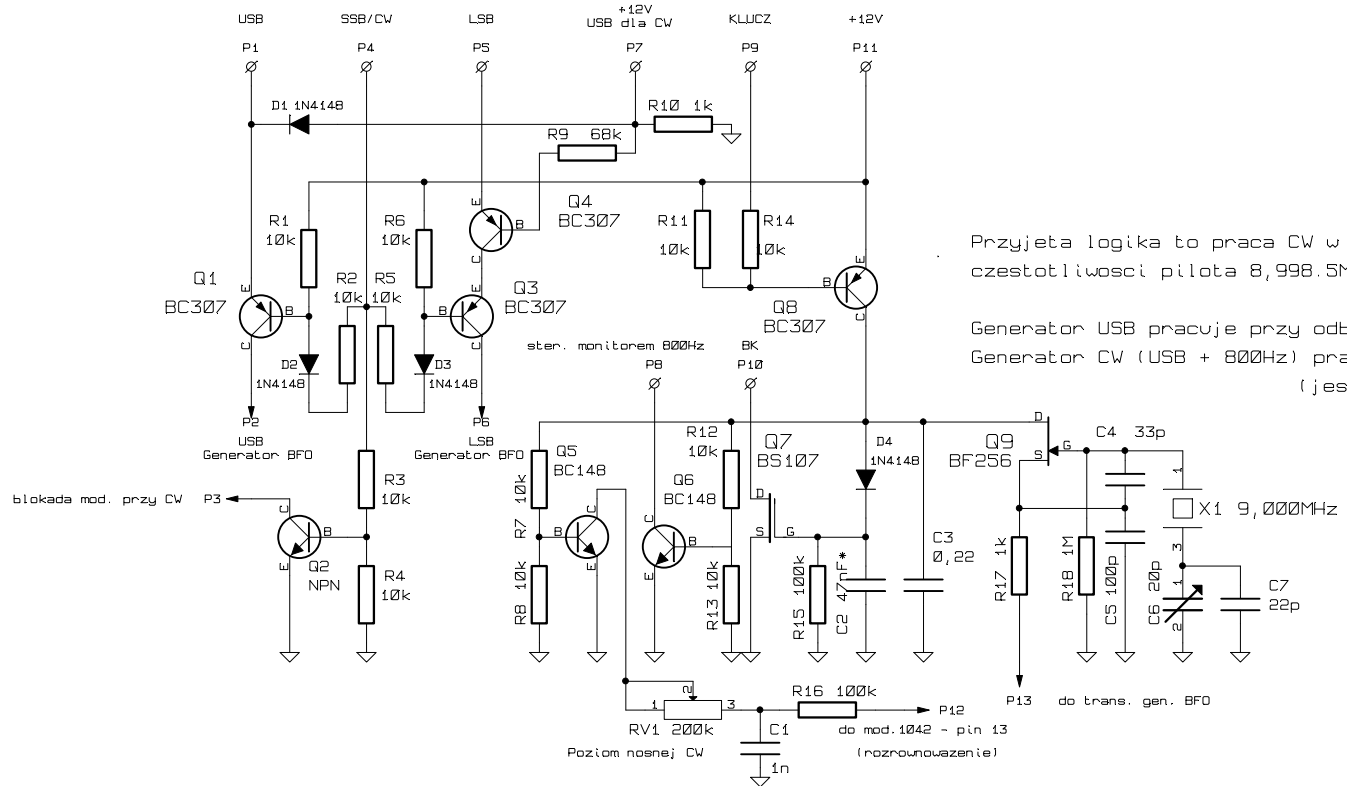 USB
SSB/CW
LSB
+12V
USB dla CW
KLUCZ
+12V
P1
P4
P5
P7
P9
P11
D1 1N4148
R10 1k
R9 68k
E
Q4
BC307
B
C
R1
10k
R6
10k
R11
10k
R14
10k
E
B
Q8
BC307
C
Przyjeta logika to praca CW w
czestotliwosci pilota 8,998.5M
Generator USB pracuje przy odb
Generator CW (USB + 800Hz) pra
(jes
Q1
BC307
E
B
C
R2
10k
R5
10k
E
B
C
Q3
BC307
D2
1N4148
D3
1N4148
ster. monitorem 800Hz
BK
P8
P10
P2
USB
Generator BFO
P6
LSB
Generator BFO
Q5
BC148
R12
10k
Q6
BC148
Q7
BS107
D4
1N4148
Q9
BF256
D
G
S
C4 33p
R3
10k
R7 10k
D
S
G
1
X1 9,000MHz
3
blokada mod. przy CW P3
C
B
E
Q2
NPN
R4
10k
B
C
E
R8 10k
C
B
E
R13 10k
R15 100k
C2 47nF*
C3
0,22
R17 1k
R18 1M
C5 100p
C6 20p
1
2
C7
22p
1
2
3
RV1 200k
Poziom nosnej CW
C1
1n
R16 100k
P12
do mod.1042 - pin 13
(rozrownowazenie)
P13
do trans. gen. BFO